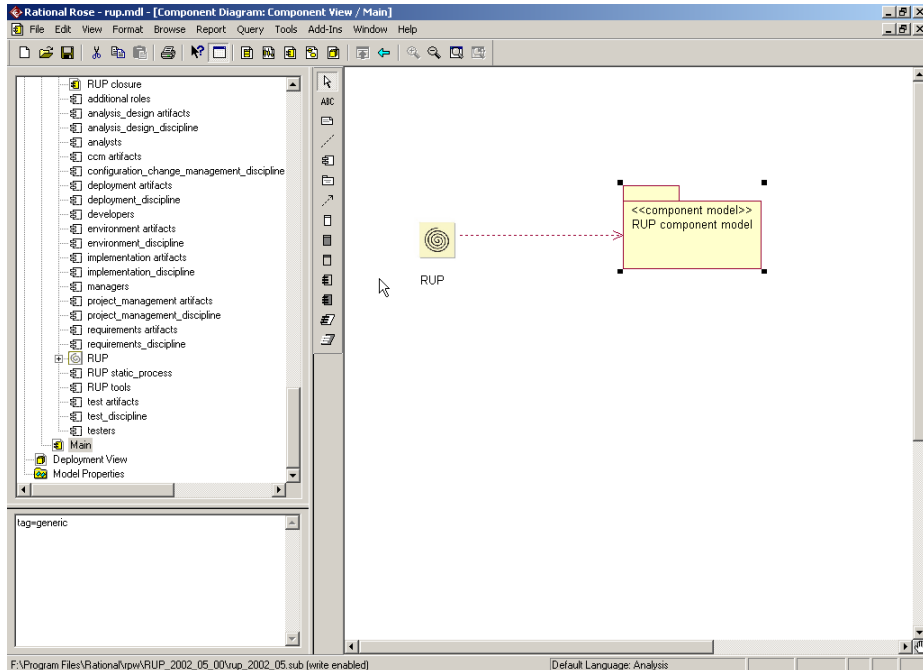 Rational Rose - rup.mdl - [Component Diagram: Component View / Main]
File Edit View Format Browse Report Query Tools Add-Ins Window Help
ABC
RUP closure
additional roles
analysis_design artifacts
analysis_design_discipline
analysts
ccm artifacts
configuration_change_management_discipline
deployment artifacts
deployment_discipline
developers
environment artifacts
environment_discipline
implementation artifacts
implementation_discipline
managers
project_management artifacts
project_management_discipline
requirements artifacts
requirements_discipline
RUP
RUP static_process
RUP tools
test artifacts
test_discipline
testers
Main
Deployment View
Model Properties
<<component model>>
RUP component model
RUP
tag=generic
F:\Program Files\Rational\rpw\RUP_2002_05_00\rup_2002_05.sub (write enabled)
Default Language: Analysis